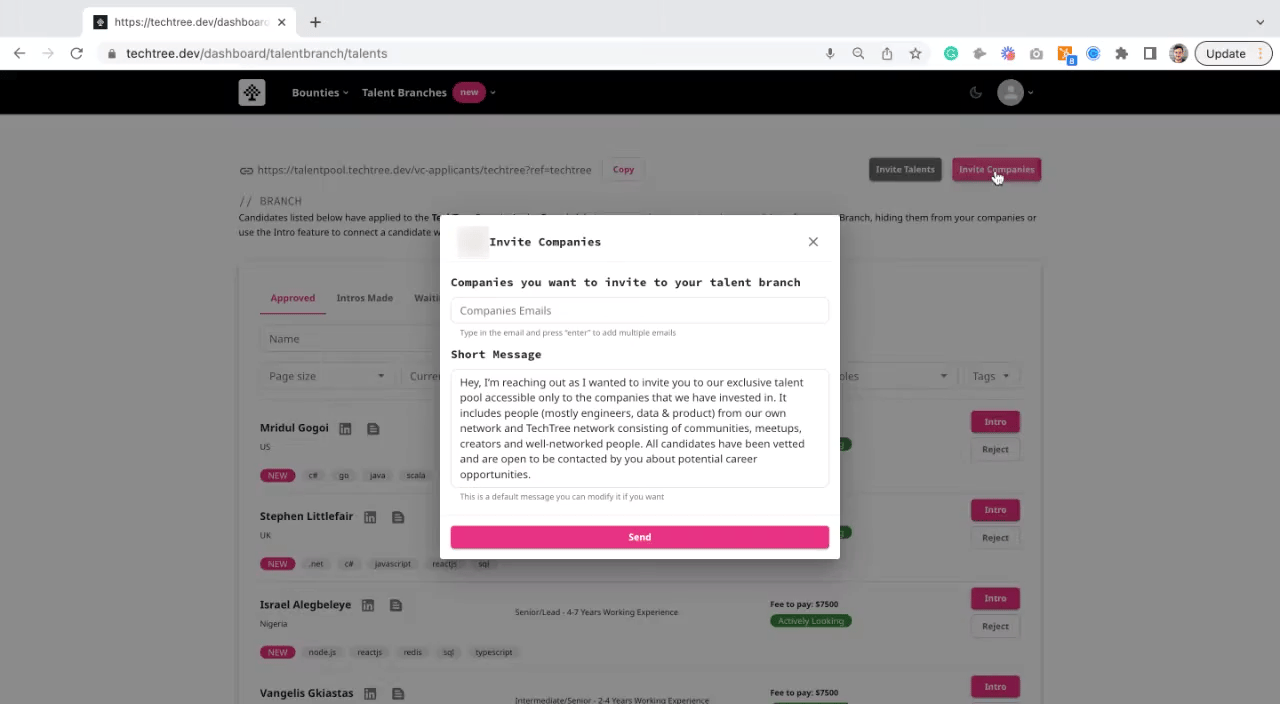 https://techtree.dev/dashboard
https://techtree.dev/dashboard/talentbranch/talents
8
Update
Bounties
Talent Branches
new
https://talentpool.techtree.dev/vc-applicants/techtree?ref=techtree
Copy
Invite Talents
Invite Companies
// BRANCH
Candidates listed below have applied to the Branch, hiding them from your companies or
use the Intro feature to connect a candidate
Invite Companies
Companies you want to invite to your talent branch
Companies Emails
Type in the email and press "enter" to add multiple emails
Short Message
Hey, I'm reaching out as I wanted to invite you to our exclusive talent
pool accessible only to the companies that we have invested in. It
includes people (mostly engineers, data & product) from our own
network and TechTree network consisting of communities, meetups,
creators and well-networked people. All candidates have been vetted
and are open to be contacted by you about potential career
opportunities.
This is a default message you can modify it if you want
Send
Approved
Intros Made
Waiti
Name
Page size
Curre
oles
Tags
Mridul Gogoi
US
NEW
c#
go
java
scala
Intro
Reject
Stephen Littlefair
UK
NEW
.net
c#
javascript
reactjs
sql
Intro
Reject
Israel Alegbeleye
Nigeria
NEW
node.js
reactjs
redis
sql
typescript
Senior/Lead - 4-7 Years Working Experience
Fee to pay: $7500
Actively Looking
Intro
Reject
Vangelis Gkiastas
Intermediate/Senior - 2-4 Years Working Experience
Fee to pay: $7500
Intro